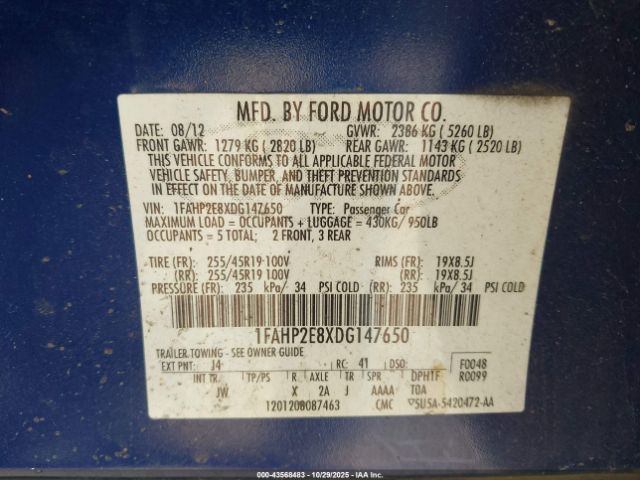 MFD. BY FORD MOTOR CO.
DATE: 08/12 GVWR: 2386 KG ( 5260 LB)
FRONT GAWR: 1279 KG ( 2820 LB) REAR GAWR: 1143 KG ( 2520 LB)
THIS VEHICLE CONFORMS TO ALL APPLICABLE FEDERAL MOTOR
VEHICLE SAFETY, BUMPER, AND THEFT PREVENTION STANDARDS
IN EFFECT ON THE DATE OF MANUFACTURE SHOWN ABOVE.
VIN: 1FAHP2E8XDG147650 TYPE: Passenger Car
MAXIMUM LOAD = OCCUPANTS + LUGGAGE = 430KG/ 950LB
OCCUPANTS = 5 TOTAL; 2 FRONT, 3 REAR
TIRE (FR): 255/45R19 100V RIMS (FR): 19X8.5J
(RR): 255/45R19 100V (RR): 19X8.5J
PRESSURE (FR): 235 kPa/ 34 PSI COLD (RR): 235 kPa/ 34 PSI COLD
1FAHP2E8XDG147650
TRAILER TOWING - SEE OWNER GUIDE
EXT PNT: J4 RC: 41 DSO: F0048
INT TR TP/PS R AXLE TR SPR DPHTF R0099
JW X 2A J AAAA T0A
1201208087463 CMC SU5A-5420472-AA
000-43568483 - 10/29/2025 - IAA Inc.